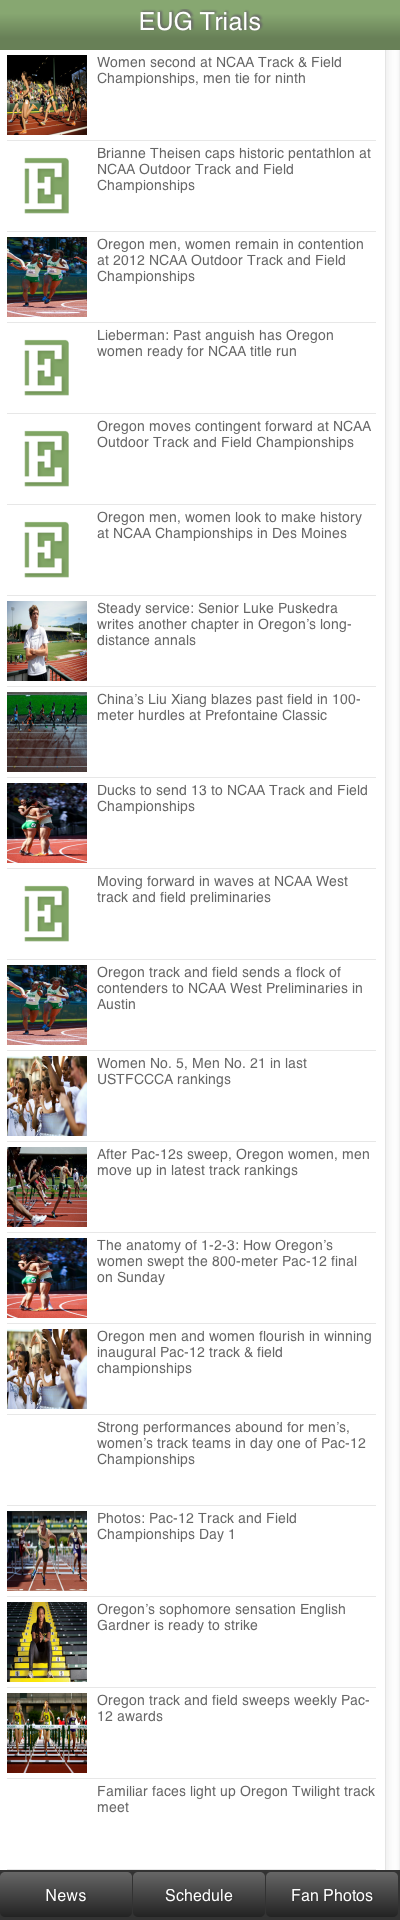 EUG Trials
Women second at NCAA Track & Field
Championships, men tie for ninth
Brianne Theisen caps historic pentathlon at
NCAA Outdoor Track and Field
Championships
Oregon men, women remain in contention
at 2012 NCAA Outdoor Track and Field
Championships
Lieberman: Past anguish has Oregon
women ready for NCAA title run
Oregon moves contingent forward at NCAA
Outdoor Track and Field Championships
Oregon men, women look to make history
at NCAA Championships in Des Moines
Steady service: Senior Luke Puskedra
writes another chapter in Oregon’s long-
distance annals
China’s Liu Xiang blazes past field in 100-
meter hurdles at Prefontaine Classic
Ducks to send 13 to NCAA Track and Field
Championships
Moving forward in waves at NCAA West
track and field preliminaries
Oregon track and field sends a flock of
contenders to NCAA West Preliminaries in
Austin
Women No. 5, Men No. 21 in last
USTFCCCA rankings
After Pac-12s sweep, Oregon women, men
move up in latest track rankings
The anatomy of 1-2-3: How Oregon’s
women swept the 800-meter Pac-12 final
on Sunday
Oregon men and women flourish in winning
inaugural Pac-12 track & field
championships
Strong performances abound for men’s,
women’s track teams in day one of Pac-12
Championships
Photos: Pac-12 Track and Field
Championships Day 1
Oregon’s sophomore sensation English
Gardner is ready to strike
Oregon track and field sweeps weekly Pac-
12 awards
Familiar faces light up Oregon Twilight track
meet
News Schedule Fan Photos